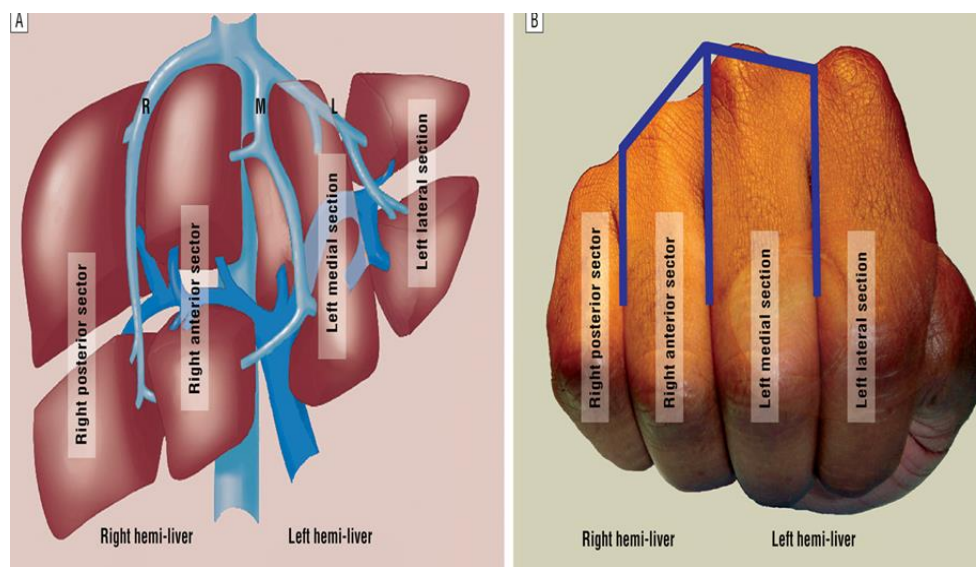 A
R
M
L
Right posterior sector
Right anterior sector
Left medial section
Left lateral section
Right hemi-liver
Left hemi-liver
B
Right posterior sector
Right anterior sector
Left medial section
Left lateral section
Right hemi-liver
Left hemi-liver